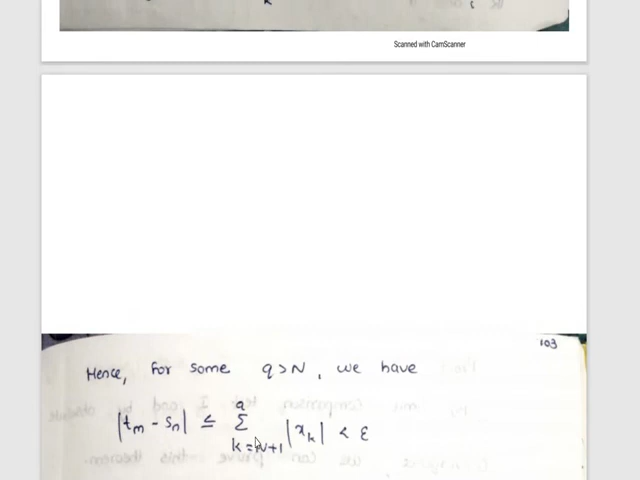 Scanned with CamScanner
103
Hence, for some q > N, we have
|t_m - s_n| ≤ Σ_{k=N+1}^{q} |x_k| < ε